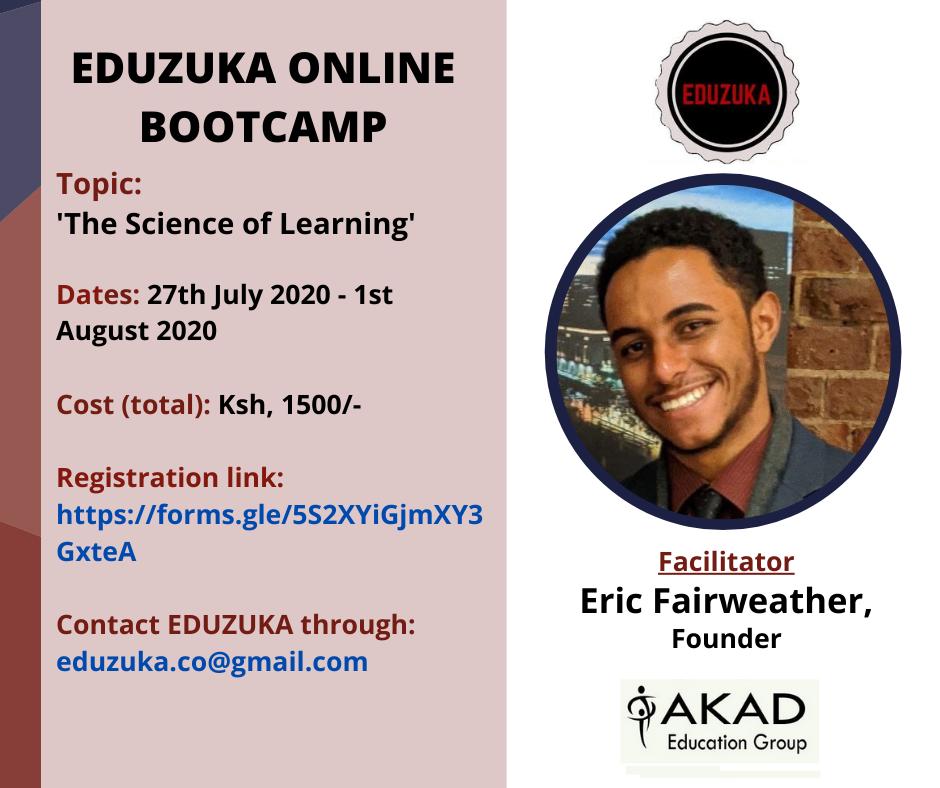 EDUZUKA ONLINE
BOOTCAMP
Topic:
'The Science of Learning'
Dates: 27th July 2020 - 1st
August 2020
Cost (total): Ksh, 1500/-
Registration link:
https://forms.gle/5S2XYiGjmXY3
GxteA
Contact EDUZUKA through:
eduzuka.co@gmail.com
EDUZUKA
Facilitator
Eric Fairweather,
Founder
AKAD
Education Group